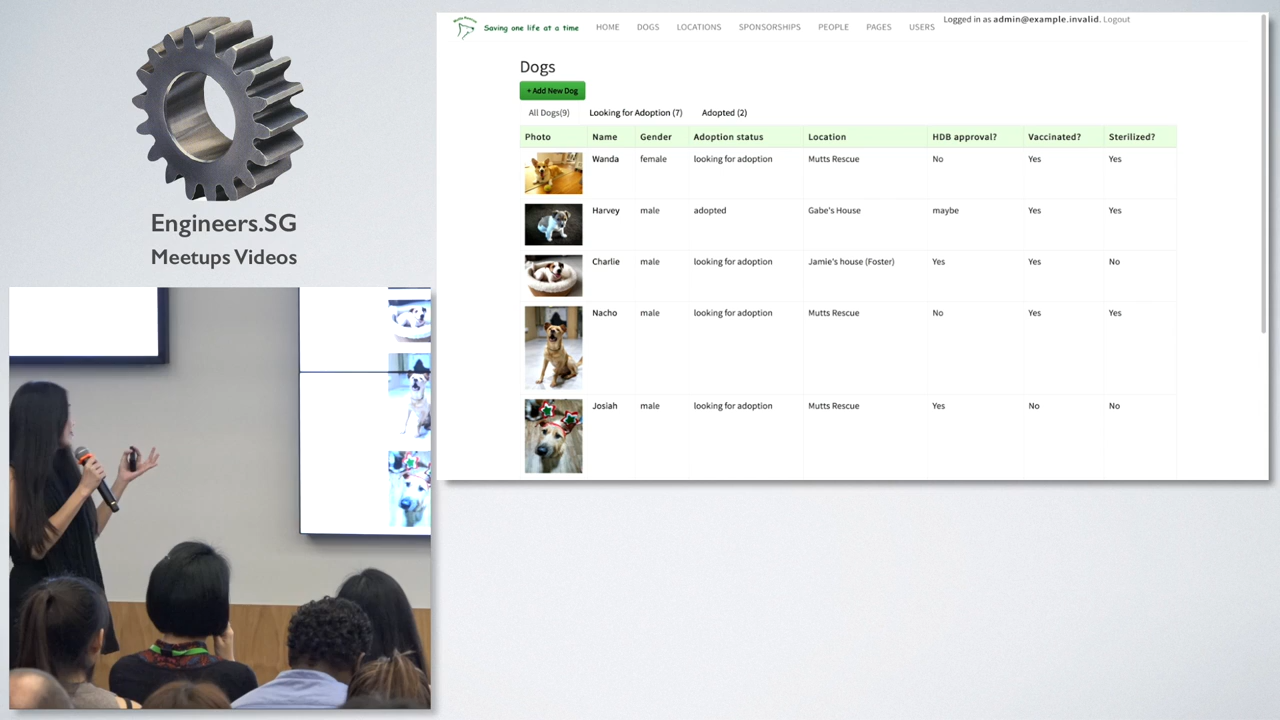 Engineers.SG
Meetups Videos
Saving one life at a time
HOME DOGS LOCATIONS SPONSORSHIPS PEOPLE PAGES USERS
Logged in as admin@example.invalid. Logout
Dogs
+ Add New Dog
All Dogs(9) Looking for Adoption (7) Adopted (2)
Photo Name Gender Adoption status Location HDB approval? Vaccinated? Sterilized?
Wanda female looking for adoption Mutts Rescue No Yes Yes
Harvey male adopted Gabe's House maybe Yes Yes
Charlie male looking for adoption Jamie's house (Foster) Yes Yes No
Nacho male looking for adoption Mutts Rescue No Yes Yes
Josiah male looking for adoption Mutts Rescue Yes No No